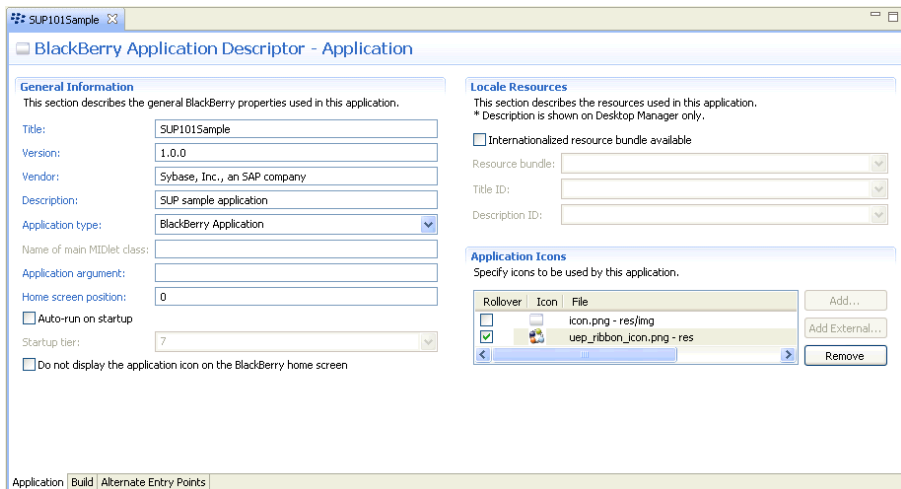 SUP101Sample
BlackBerry Application Descriptor - Application
General Information
This section describes the general BlackBerry properties used in this application.
Title: SUP101Sample
Version: 1.0.0
Vendor: Sybase, Inc., an SAP company
Description: SUP sample application
Application type: BlackBerry Application
Name of main MIDlet class:
Application argument:
Home screen position: 0
Auto-run on startup
Startup tier: 7
Do not display the application icon on the BlackBerry home screen
Locale Resources
This section describes the resources used in this application.
* Description is shown on Desktop Manager only.
Internationalized resource bundle available
Resource bundle:
Title ID:
Description ID:
Application Icons
Specify icons to be used by this application.
Rollover Icon File
icon.png - res/img
uep_ribbon_icon.png - res
Add...
Add External...
Remove
Application Build Alternate Entry Points